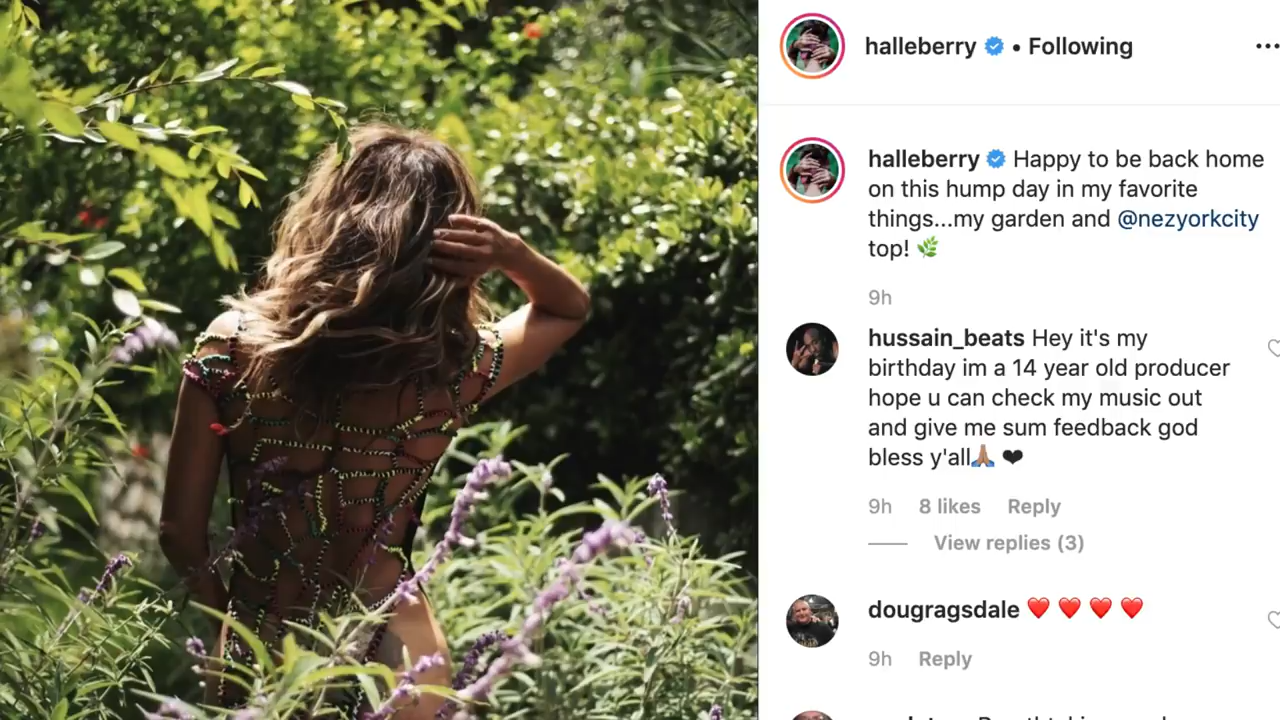 halleberry • Following
halleberry Happy to be back home
on this hump day in my favorite
things...my garden and @nezyorkcity
top! 🌿
9h
hussain_beats Hey it's my
birthday im a 14 year old producer
hope u can check my music out
and give me sum feedback god
bless y'all🙏🏽 ❤
9h 8 likes Reply
View replies (3)
dougragsdale ❤️ ❤️ ❤️ ❤️
9h Reply